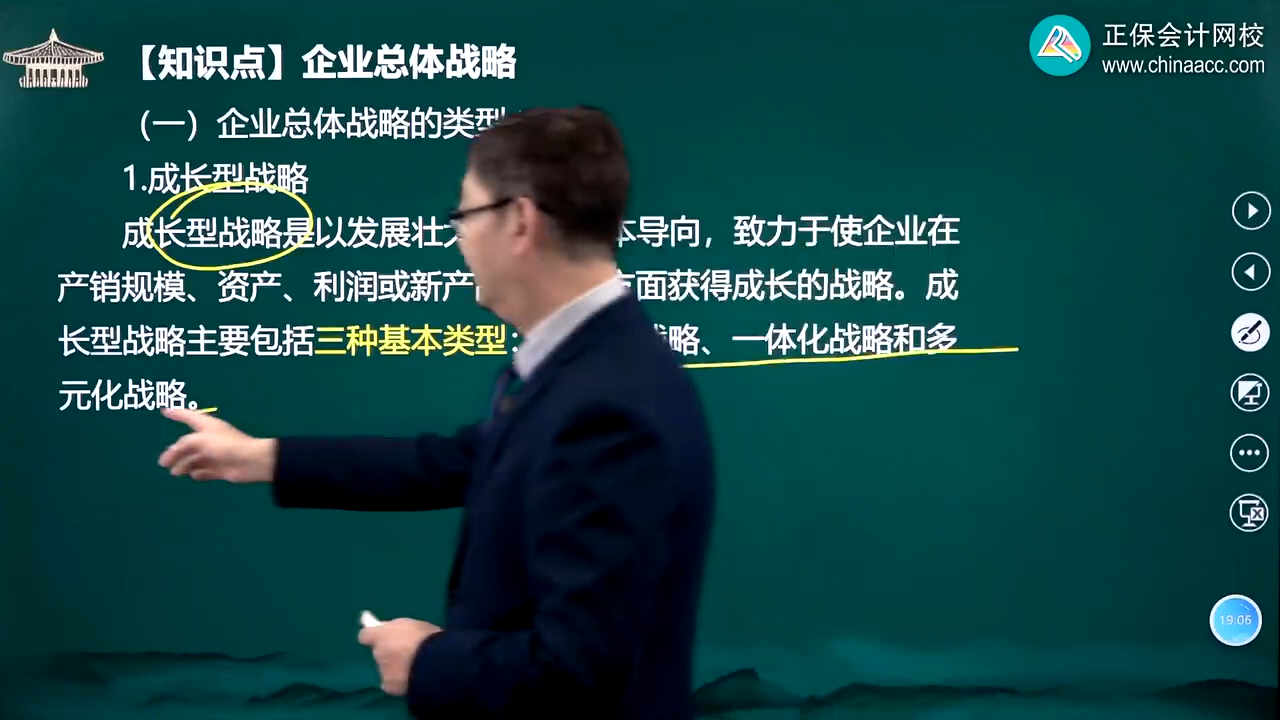 【知识点】企业总体战略
正保会计网校
www.chinaacc.com
（一）企业总体战略的类型
1.成长型战略
成长型战略是以发展壮 本导向，致力于使企业在
产销规模、资产、利润或新产 方面获得成长的战略。成
长型战略主要包括三种基本类型： 战略、一体化战略和多
元化战略。
19:06